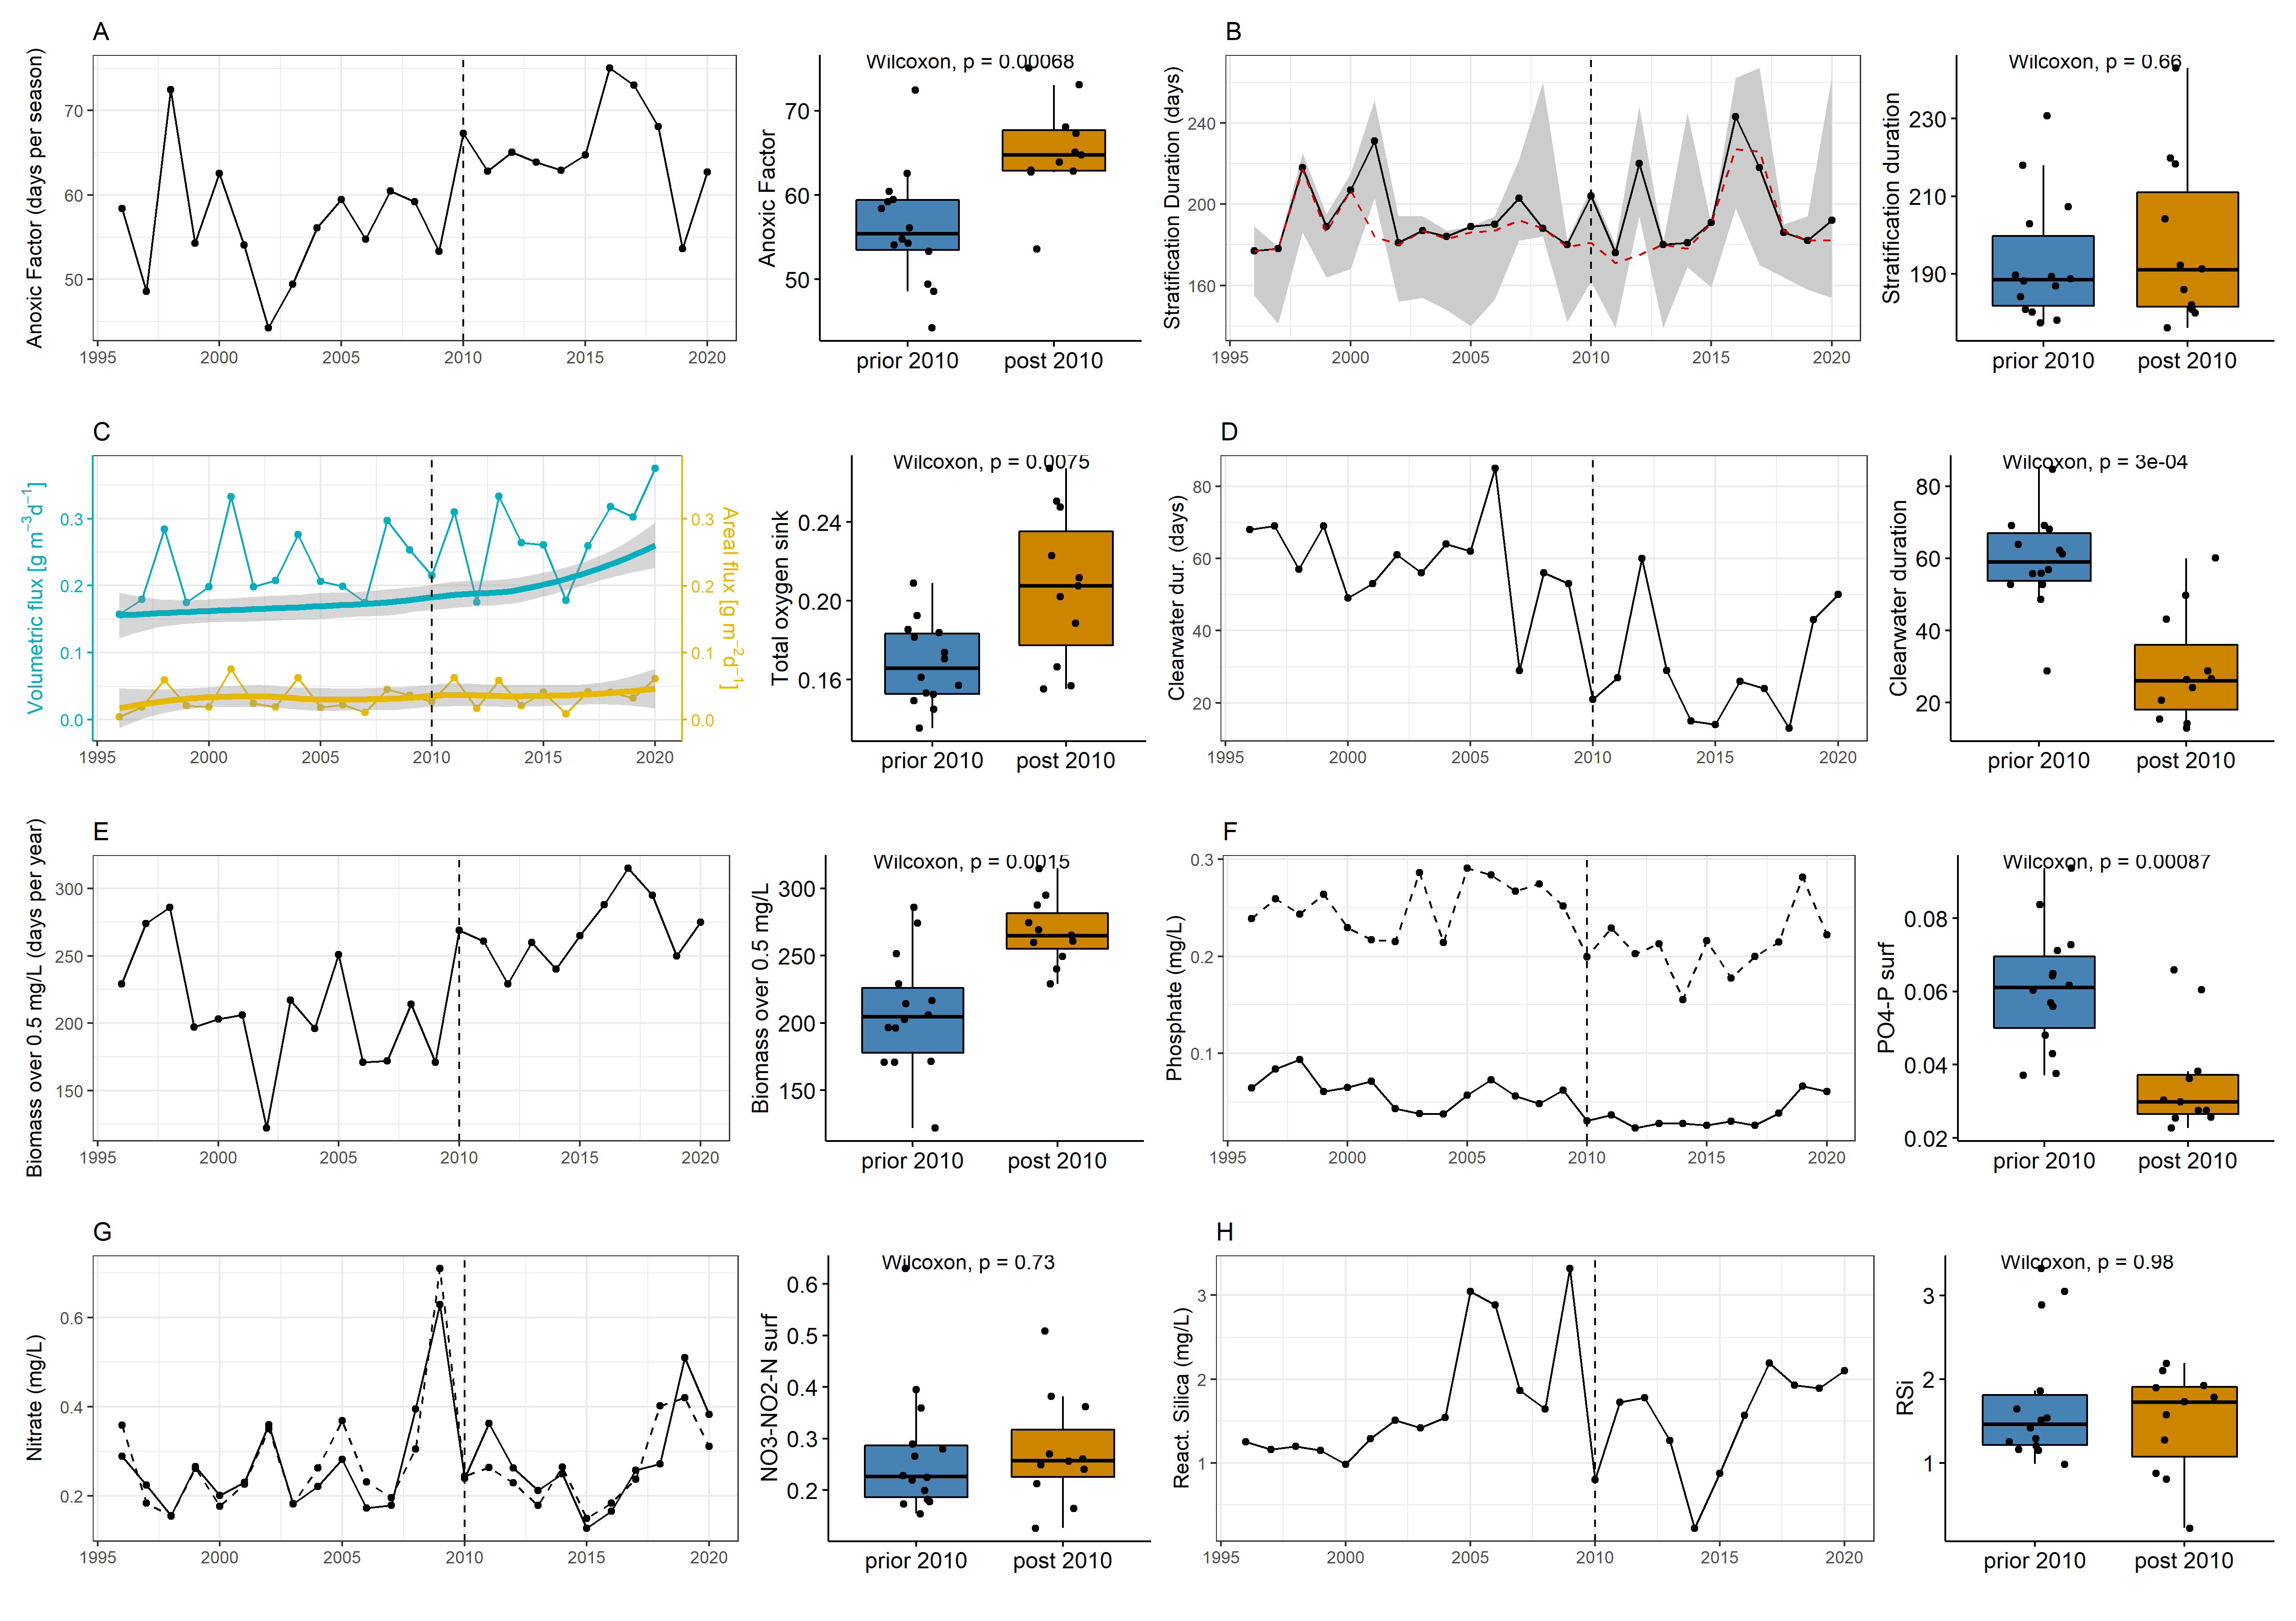 A
Anoxic Factor (days per season)
70
60
50
1995 2000 2005 2010 2015 2020
Wilcoxon, p = 0.00068
Anoxic Factor
70
60
50
prior 2010 post 2010
B
Stratification Duration (days)
240
200
160
1995 2000 2005 2010 2015 2020
Wilcoxon, p = 0.66
Stratification duration
230
210
190
prior 2010 post 2010
C
Volumetric flux [g m⁻³d⁻¹]
0.3
0.2
0.1
0.0
Areal flux [g m⁻²d⁻¹]
0.3
0.2
0.1
0.0
1995 2000 2005 2010 2015 2020
Wilcoxon, p = 0.0075
Total oxygen sink
0.24
0.20
0.16
prior 2010 post 2010
D
Clearwater dur. (days)
80
60
40
20
1995 2000 2005 2010 2015 2020
Wilcoxon, p = 3e-04
Clearwater duration
80
60
40
20
prior 2010 post 2010
E
Biomass over 0.5 mg/L (days per year)
300
250
200
150
1995 2000 2005 2010 2015 2020
Wilcoxon, p = 0.0015
Biomass over 0.5 mg/L
300
250
200
150
prior 2010 post 2010
F
Phosphate (mg/L)
0.3
0.2
0.1
1995 2000 2005 2010 2015 2020
Wilcoxon, p = 0.00087
PO4-P surf
0.08
0.06
0.04
0.02
prior 2010 post 2010
G
Nitrate (mg/L)
0.6
0.4
0.2
1995 2000 2005 2010 2015 2020
Wilcoxon, p = 0.73
NO3-NO2-N surf
0.6
0.5
0.4
0.3
0.2
prior 2010 post 2010
H
React. Silica (mg/L)
3
2
1
1995 2000 2005 2010 2015 2020
Wilcoxon, p = 0.98
RSi
3
2
1
prior 2010 post 2010